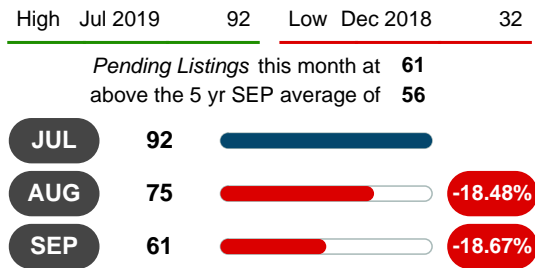 High Jul 2019 92 Low Dec 2018 32
Pending Listings this month at 61
above the 5 yr SEP average of 56
JUL 92
AUG 75 -18.48%
SEP 61 -18.67%